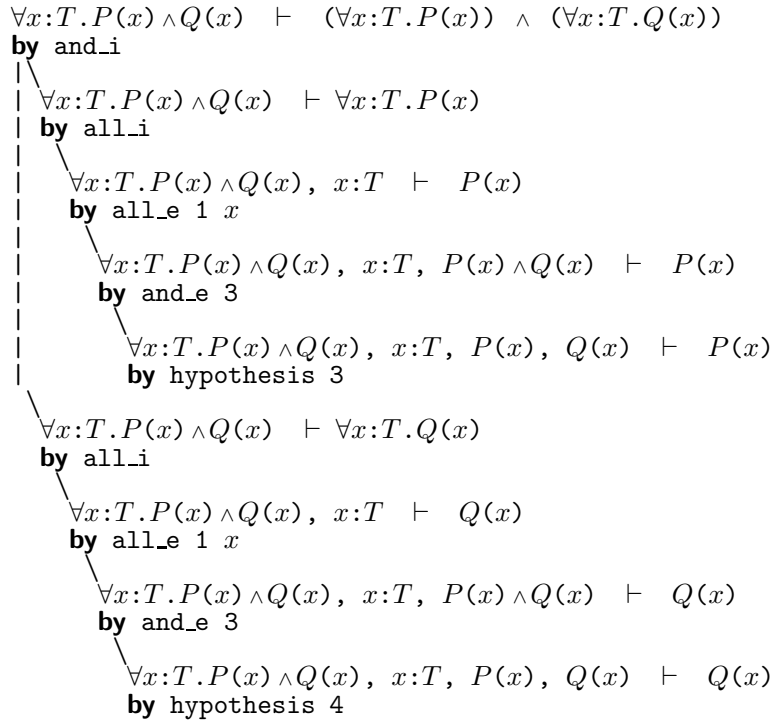 ∀x:T.P(x)∧Q(x) ⊢ (∀x:T.P(x)) ∧ (∀x:T.Q(x))
by and_i
∀x:T.P(x)∧Q(x) ⊢ ∀x:T.P(x)
by all_i
∀x:T.P(x)∧Q(x), x:T ⊢ P(x)
by all_e 1 x
∀x:T.P(x)∧Q(x), x:T, P(x)∧Q(x) ⊢ P(x)
by and_e 3
∀x:T.P(x)∧Q(x), x:T, P(x), Q(x) ⊢ P(x)
by hypothesis 3
∀x:T.P(x)∧Q(x) ⊢ ∀x:T.Q(x)
by all_i
∀x:T.P(x)∧Q(x), x:T ⊢ Q(x)
by all_e 1 x
∀x:T.P(x)∧Q(x), x:T, P(x)∧Q(x) ⊢ Q(x)
by and_e 3
∀x:T.P(x)∧Q(x), x:T, P(x), Q(x) ⊢ Q(x)
by hypothesis 4